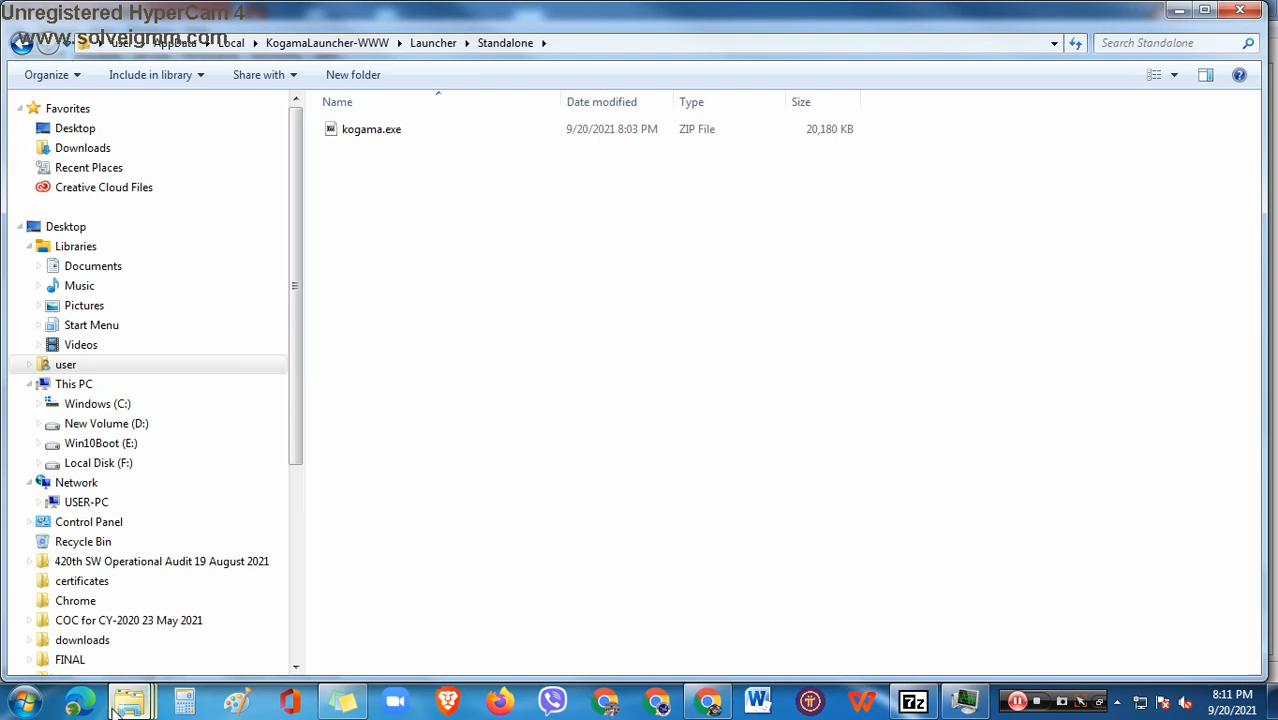 Unregistered HyperCam 4
www.solveigmm.com
user AppData Local KogamaLauncher-WWW Launcher Standalone
Search Standalone
Organize Include in library Share with New folder
Name Date modified Type Size
kogama.exe 9/20/2021 8:03 PM ZIP File 20,180 KB
Favorites
Desktop
Downloads
Recent Places
Creative Cloud Files
Desktop
Libraries
Documents
Music
Pictures
Start Menu
Videos
user
This PC
Windows (C:)
New Volume (D:)
Win10Boot (E:)
Local Disk (F:)
Network
USER-PC
Control Panel
Recycle Bin
420th SW Operational Audit 19 August 2021
certificates
Chrome
COC for CY-2020 23 May 2021
downloads
FINAL
7z
8:11 PM
9/20/2021